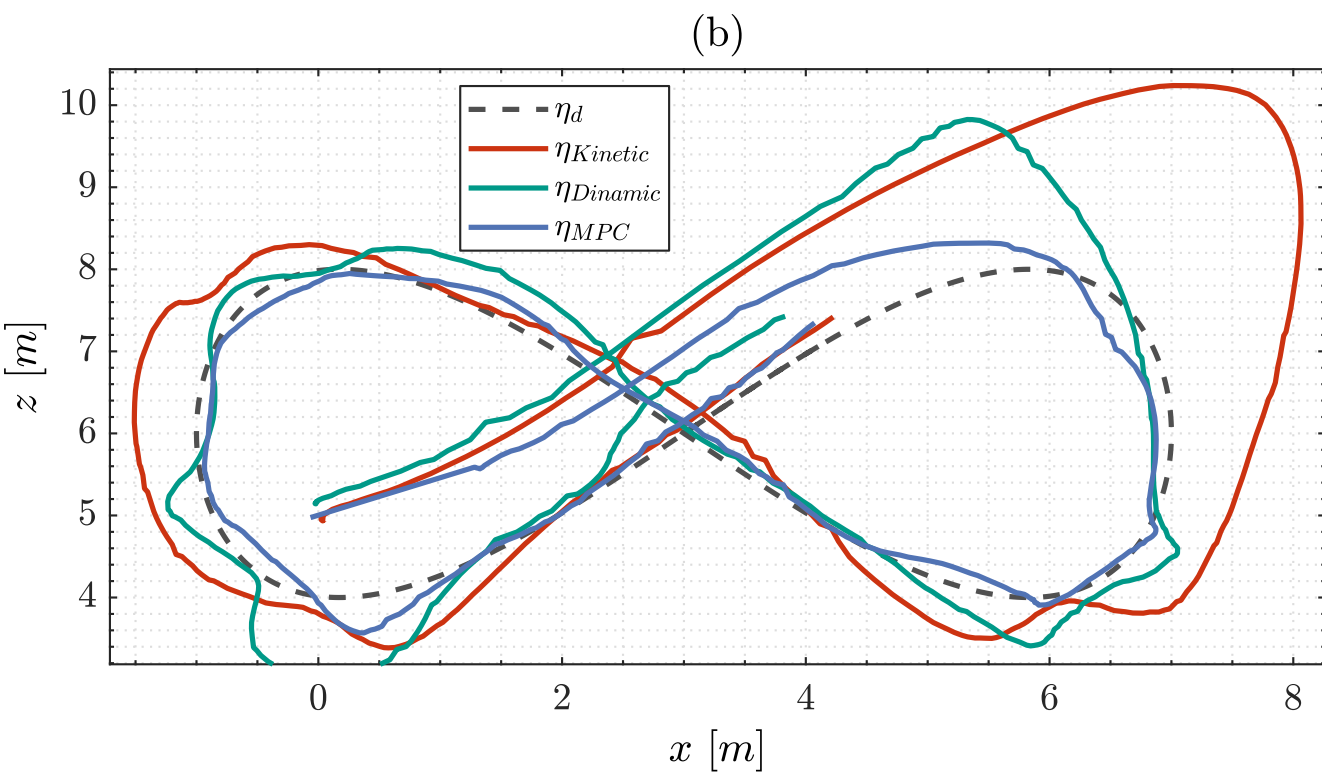 (b)
η_d
η_Kinetic
η_Dinamic
η_MPC
10
9
8
7
6
5
4
z [m]
0 2 4 6 8
x [m]